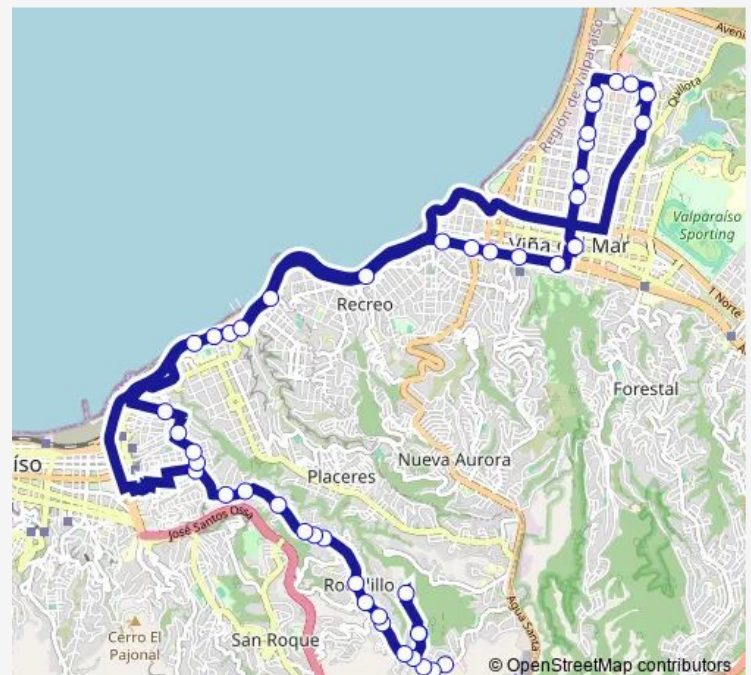 Aveni
Región de Valparaíso
Quillota
Valparaíso
Sporting
Viña del Mar
1 Norte
Recreo
Forestal
Nueva Aurora
Placeres
íso
José Santos Ossa
Agua Santa
Cerro El
Pajonal
San Roque
© OpenStreetMap contributors